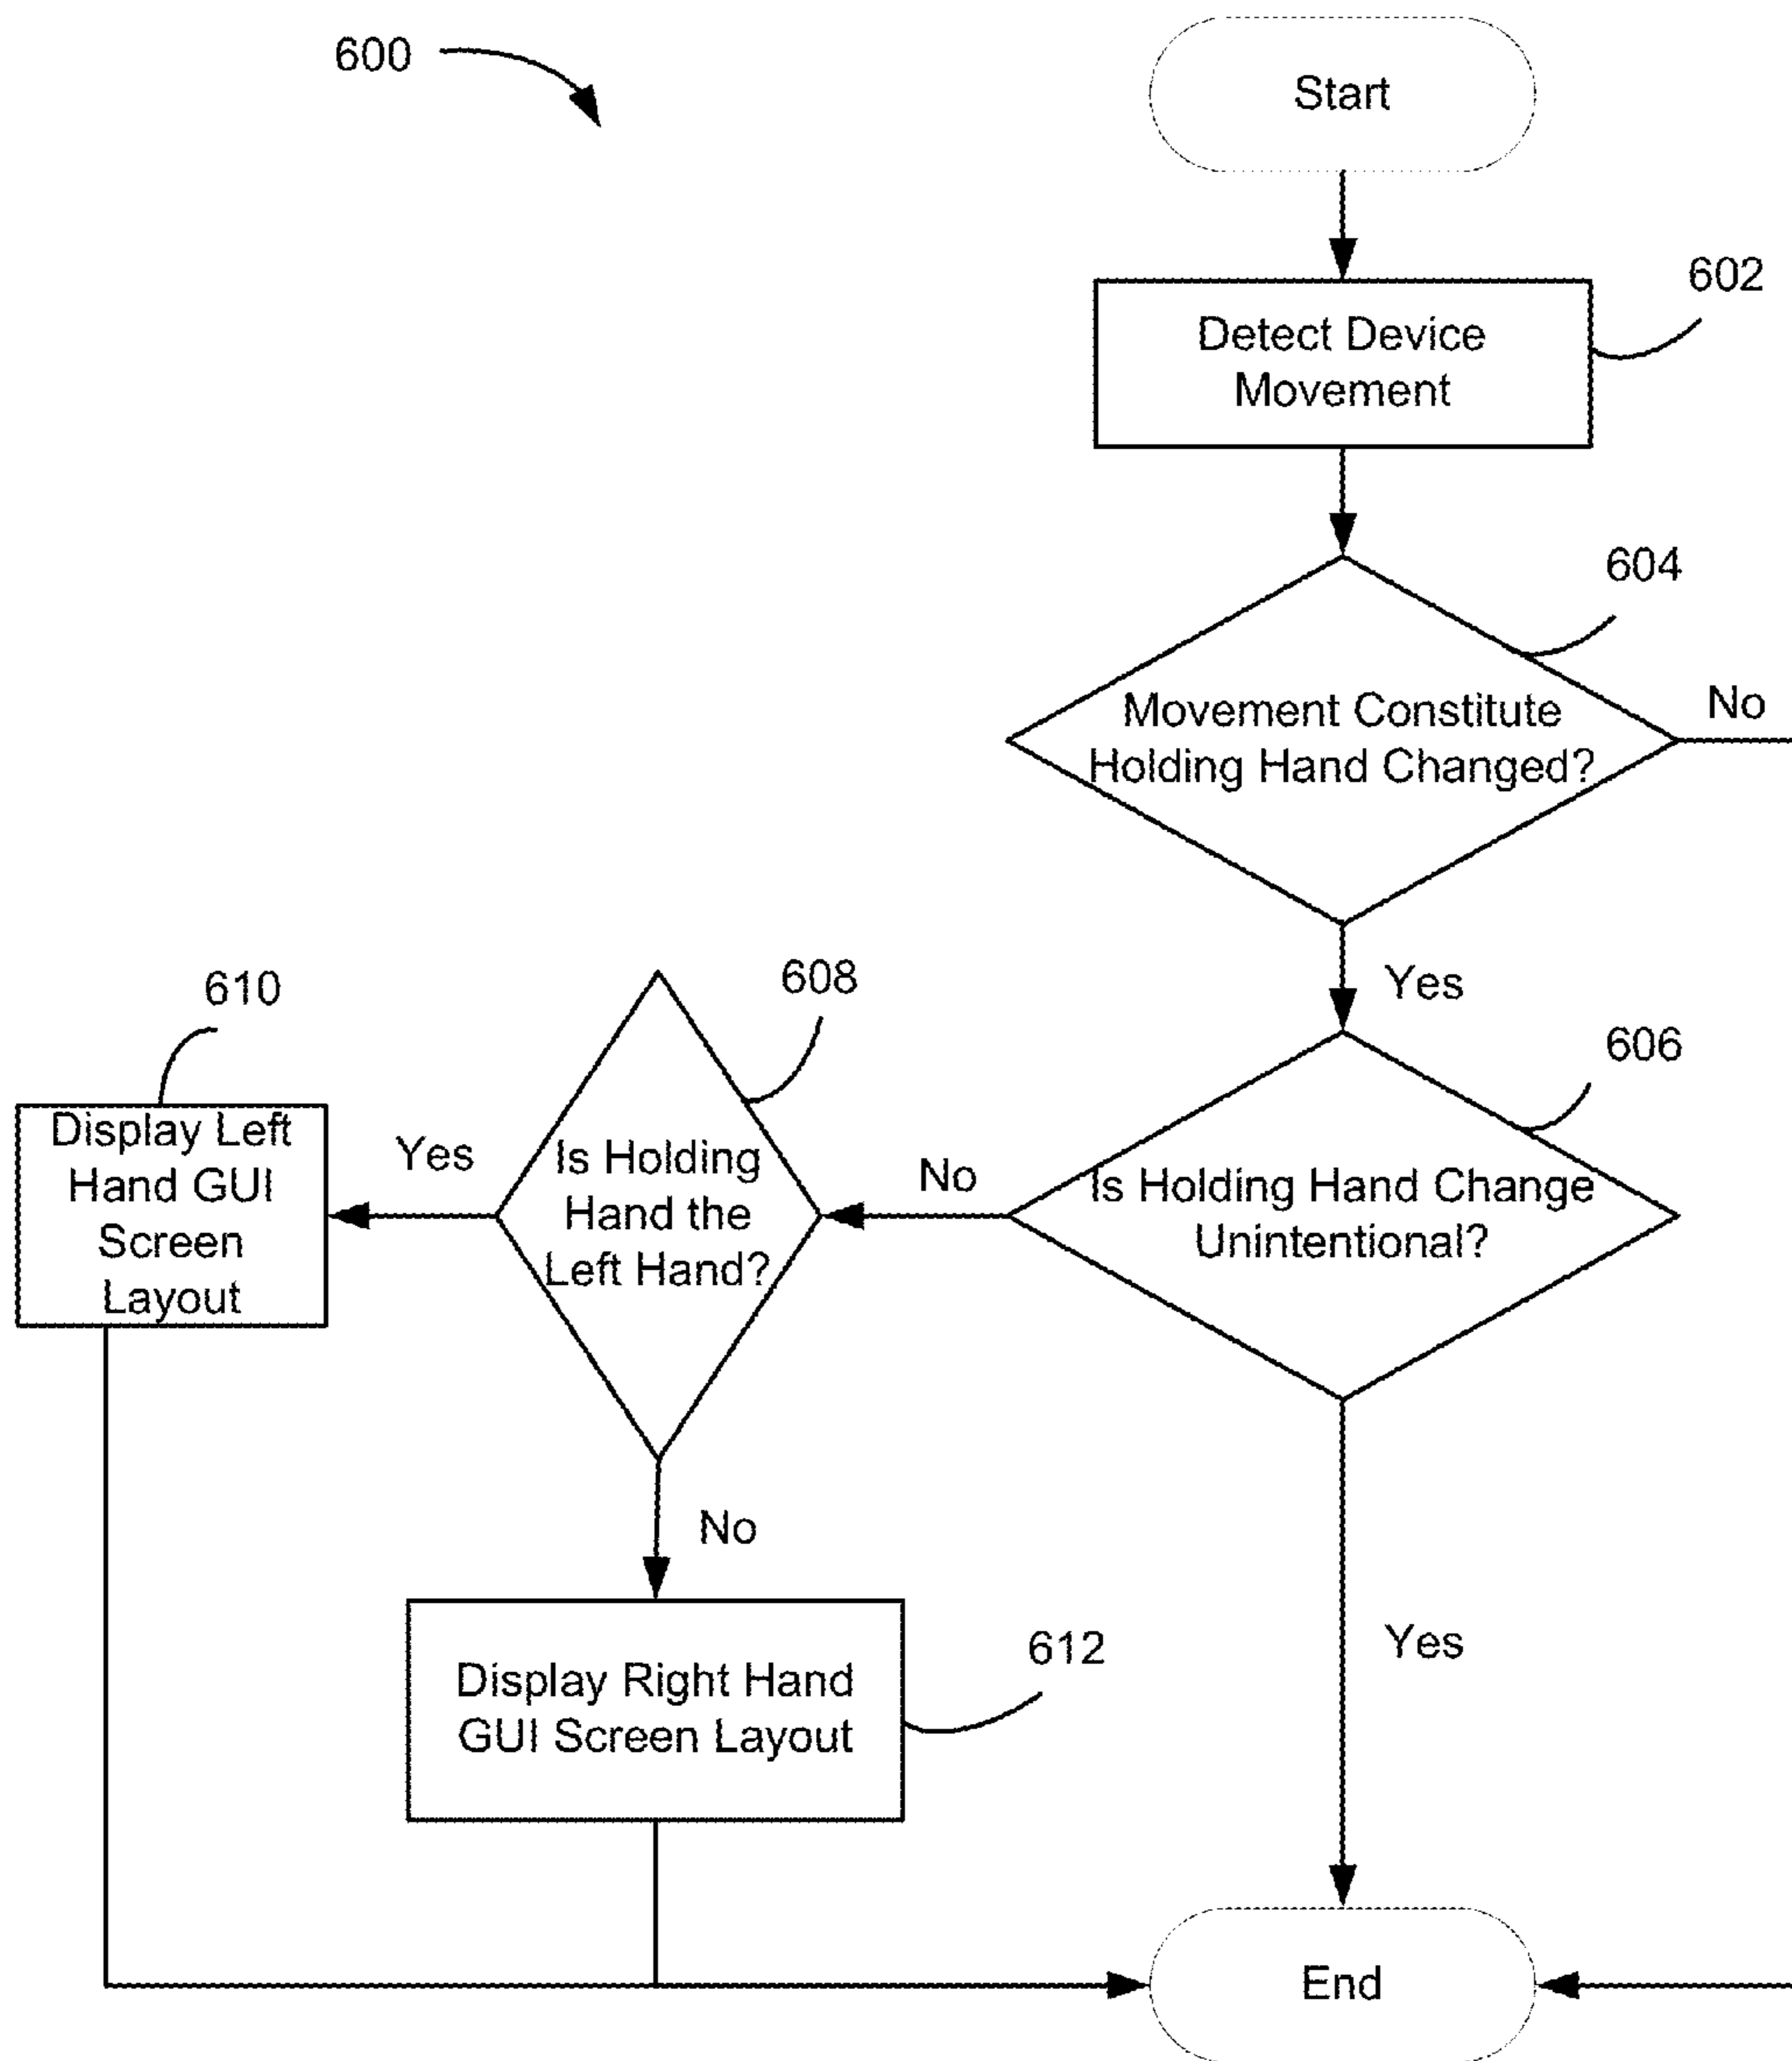 600
Start
602
Detect Device
Movement
604
Movement Constitute
Holding Hand Changed?
No
Yes
606
Is Holding Hand Change
Unintentional?
No
608
Is Holding
Hand the
Left Hand?
Yes
610
Display Left
Hand GUI
Screen
Layout
No
612
Display Right Hand
GUI Screen Layout
Yes
End